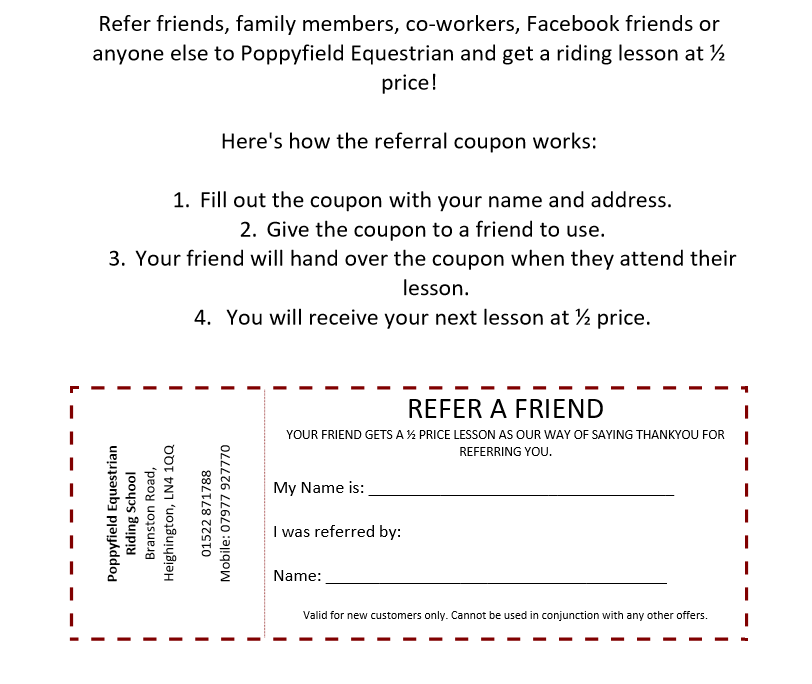 Refer friends, family members, co-workers, Facebook friends or
anyone else to Poppyfield Equestrian and get a riding lesson at ½
price!
Here's how the referral coupon works:
1. Fill out the coupon with your name and address.
2. Give the coupon to a friend to use.
3. Your friend will hand over the coupon when they attend their
lesson.
4. You will receive your next lesson at ½ price.
Poppyfield Equestrian
Riding School
Branston Road,
Heighington, LN4 1QQ
01522 871788
Mobile: 07977 927770
REFER A FRIEND
YOUR FRIEND GETS A ½ PRICE LESSON AS OUR WAY OF SAYING THANKYOU FOR
REFERRING YOU.
My Name is: ___________________________________
I was referred by:
Name: _______________________________________
Valid for new customers only. Cannot be used in conjunction with any other offers.